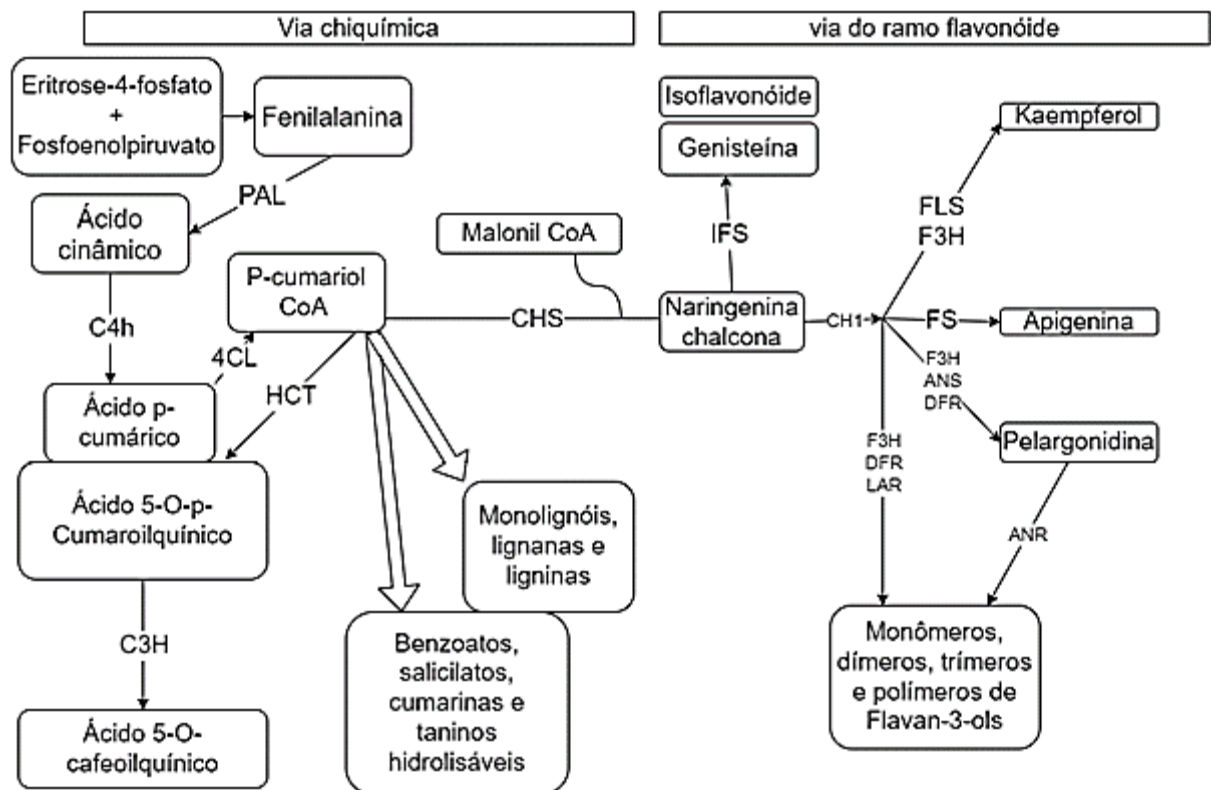 Via chiquímica
via do ramo flavonóide
Eritrose-4-fosfato
+
Fosfoenolpiruvato
Fenilalanina
PAL
Ácido
cinâmico
C4h
Ácido p-
cumárico
4CL
P-cumariol
CoA
HCT
Ácido 5-O-p-
Cumaroilquínico
C3H
Ácido 5-O-
cafeoilquínico
Monolignóis,
lignanas e
ligninas
Benzoatos,
salicilatos,
cumarinas e
taninos
hidrolisáveis
Malonil CoA
CHS
Isoflavonóide
Genisteína
IFS
Naringenina
chalcona
CH1
Kaempferol
FLS
F3H
FS
Apigenina
F3H
ANS
DFR
Pelargonidina
F3H
DFR
LAR
ANR
Monômeros,
dímeros, trímeros
e polímeros de
Flavan-3-ols